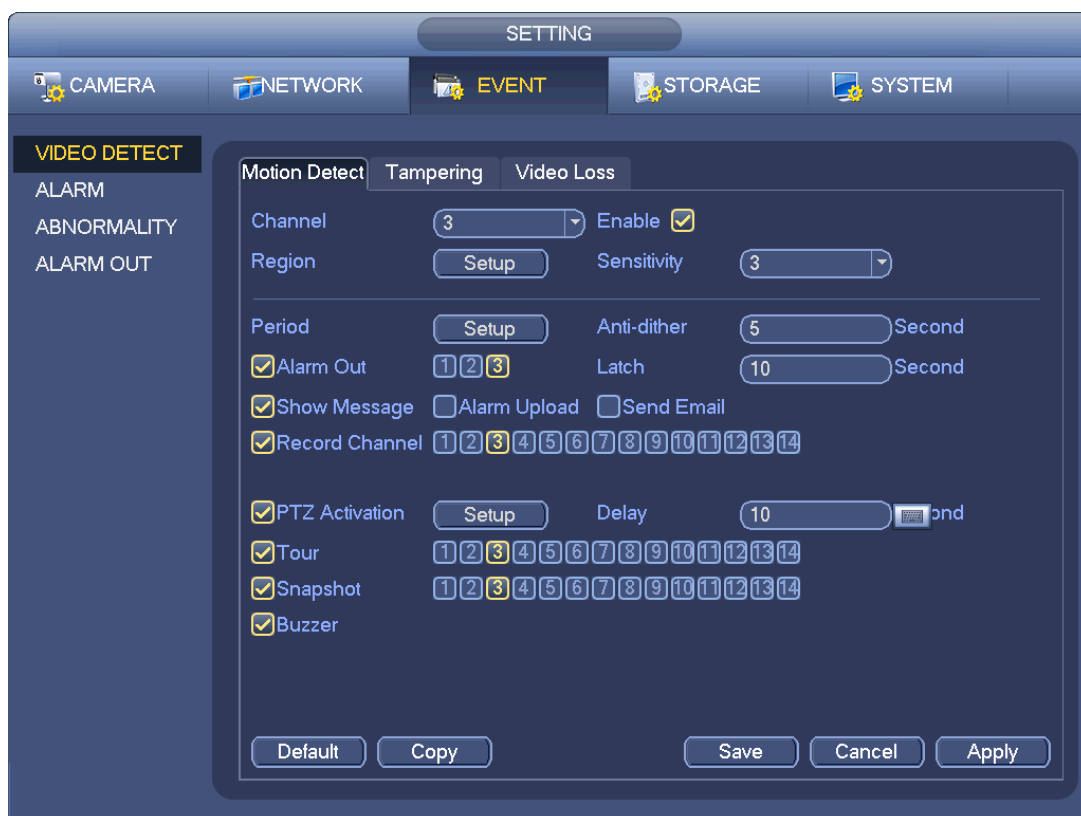 SETTING
CAMERA NETWORK EVENT STORAGE SYSTEM
VIDEO DETECT
ALARM
ABNORMALITY
ALARM OUT
Motion Detect Tampering Video Loss
Channel 3 Enable
Region Setup Sensitivity 3
Period Setup Anti-dither 5 Second
Alarm Out 1 2 3 Latch 10 Second
Show Message Alarm Upload Send Email
Record Channel 1 2 3 4 5 6 7 8 9 10 11 12 13 14
PTZ Activation Setup Delay 10 ond
Tour 1 2 3 4 5 6 7 8 9 10 11 12 13 14
Snapshot 1 2 3 4 5 6 7 8 9 10 11 12 13 14
Buzzer
Default Copy Save Cancel Apply